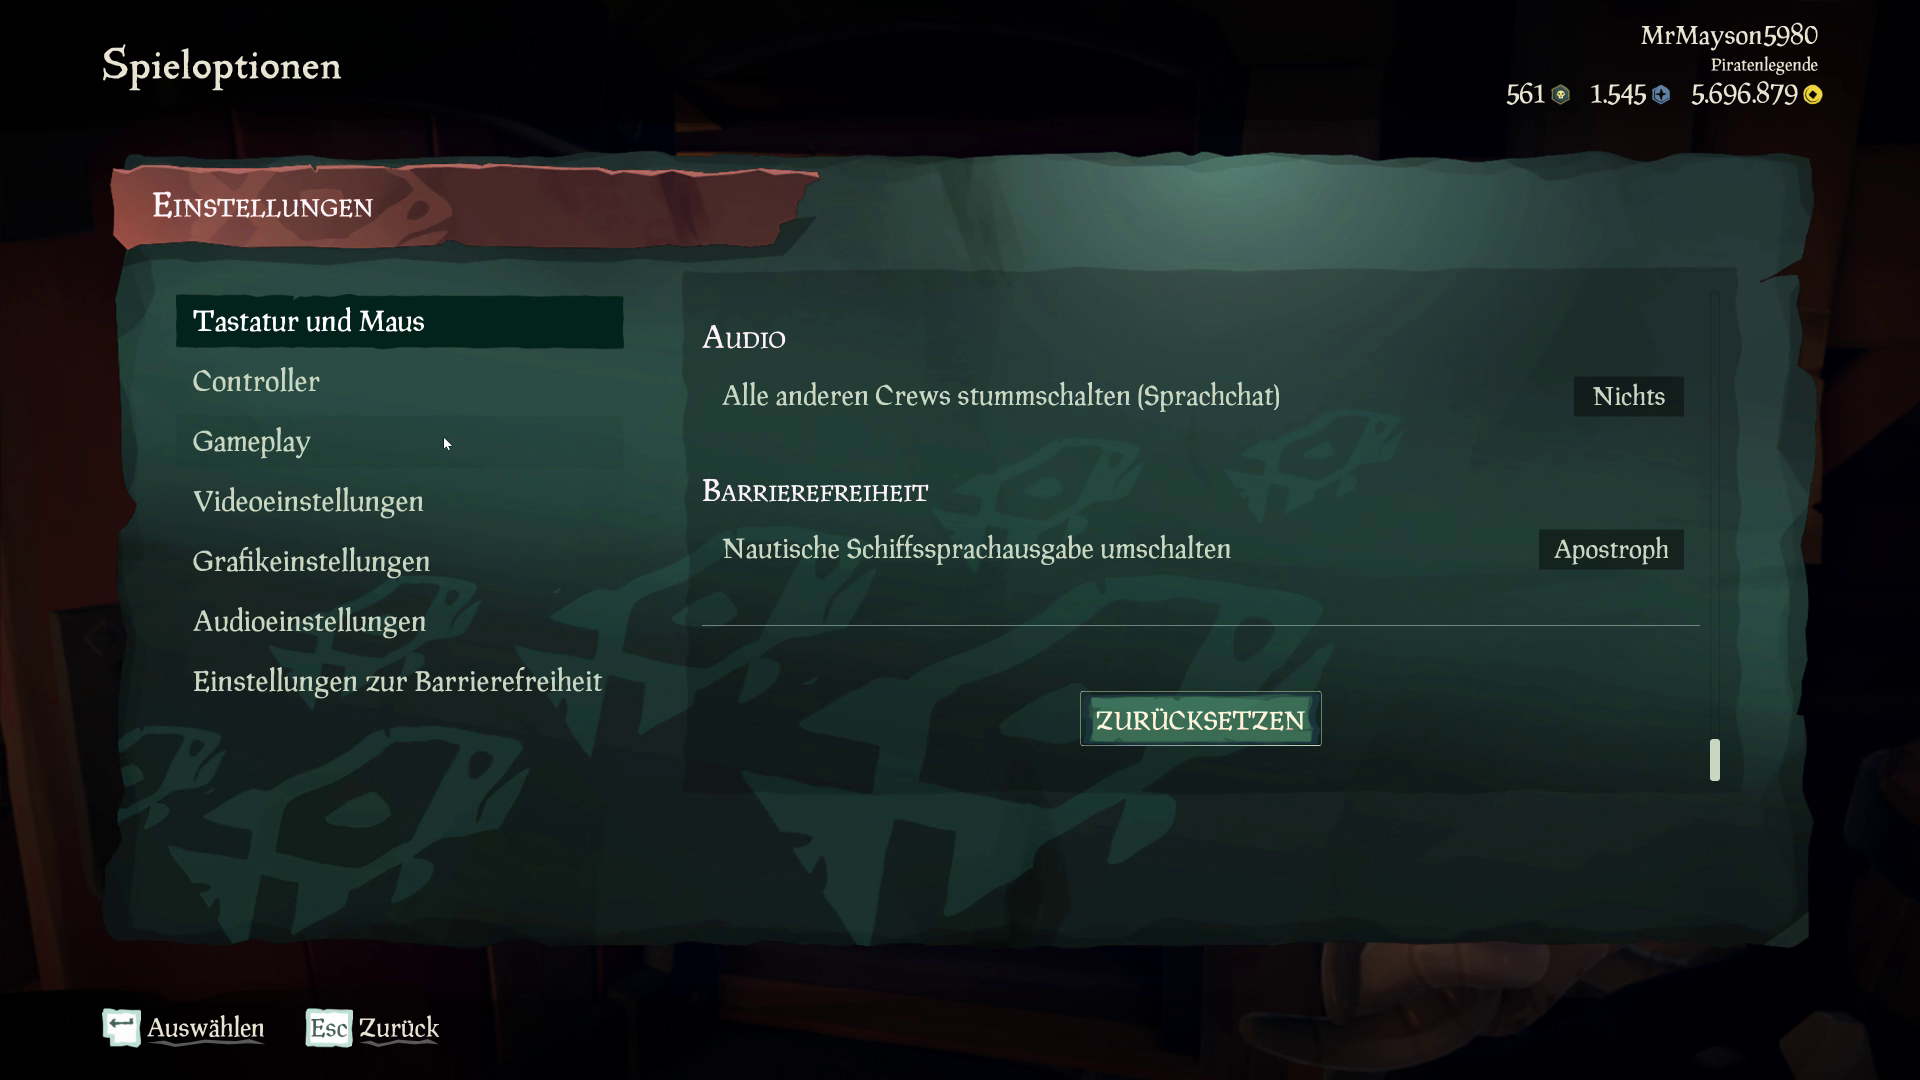 Spieloptionen
MrMayson5980
Piratenlegende
561 1.545 5.696.879
Einstellungen
Tastatur und Maus
Controller
Gameplay
Videoeinstellungen
Grafikeinstellungen
Audioeinstellungen
Einstellungen zur Barrierefreiheit
Audio
Alle anderen Crews stummschalten (Sprachchat) Nichts
Barrierefreiheit
Nautische Schiffssprachausgabe umschalten Apostroph
ZURÜCKSETZEN
Auswählen Esc Zurück